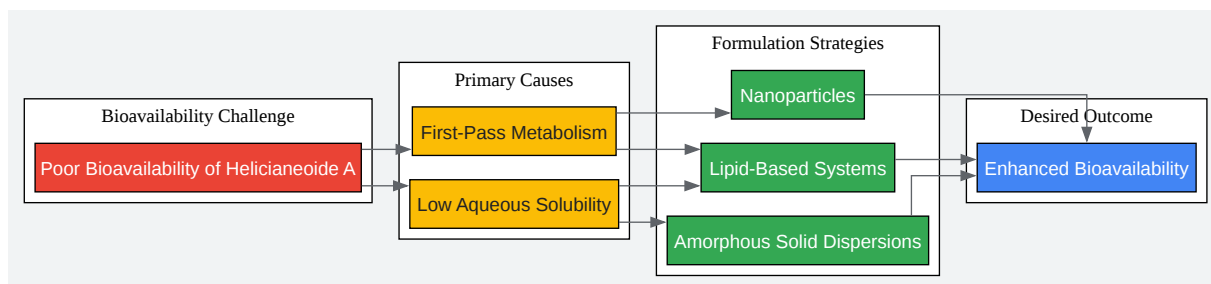 Bioavailability Challenge
Poor Bioavailability of Helicianeoide A
Primary Causes
First-Pass Metabolism
Low Aqueous Solubility
Formulation Strategies
Nanoparticles
Lipid-Based Systems
Amorphous Solid Dispersions
Desired Outcome
Enhanced Bioavailability